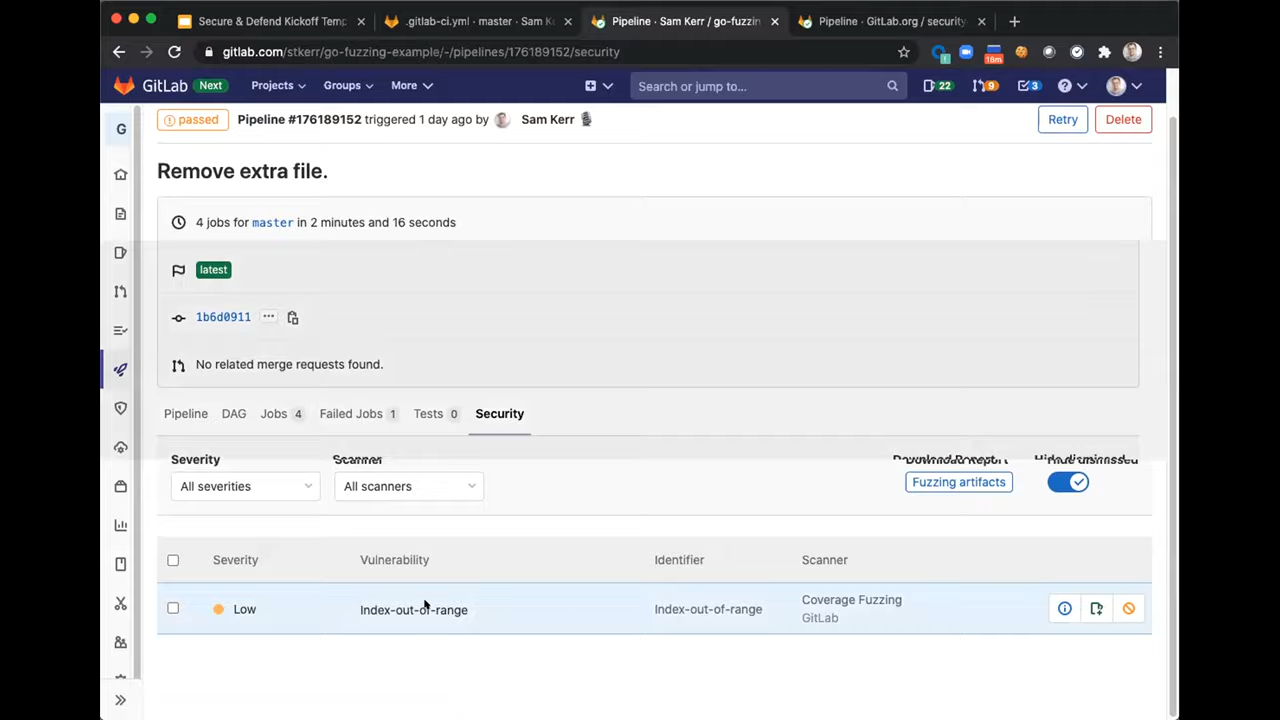 Secure & Defend Kickoff Temp
.gitlab-ci.yml · master · Sam K
Pipeline · Sam Kerr / go-fuzzin
Pipeline · GitLab.org / security
gitlab.com/stkerr/go-fuzzing-example/-/pipelines/176189152/security
18m
1
GitLab Next Projects Groups More Search or jump to... 22 9 3
G
passed Pipeline #176189152 triggered 1 day ago by Sam Kerr
Retry Delete
Remove extra file.
4 jobs for master in 2 minutes and 16 seconds
latest
1b6d0911 ...
No related merge requests found.
Pipeline DAG Jobs 4 Failed Jobs 1 Tests 0 Security
Severity Scanner
All severities All scanners Fuzzing artifacts
Severity Vulnerability Identifier Scanner
Low Index-out-of-range Index-out-of-range Coverage Fuzzing
GitLab